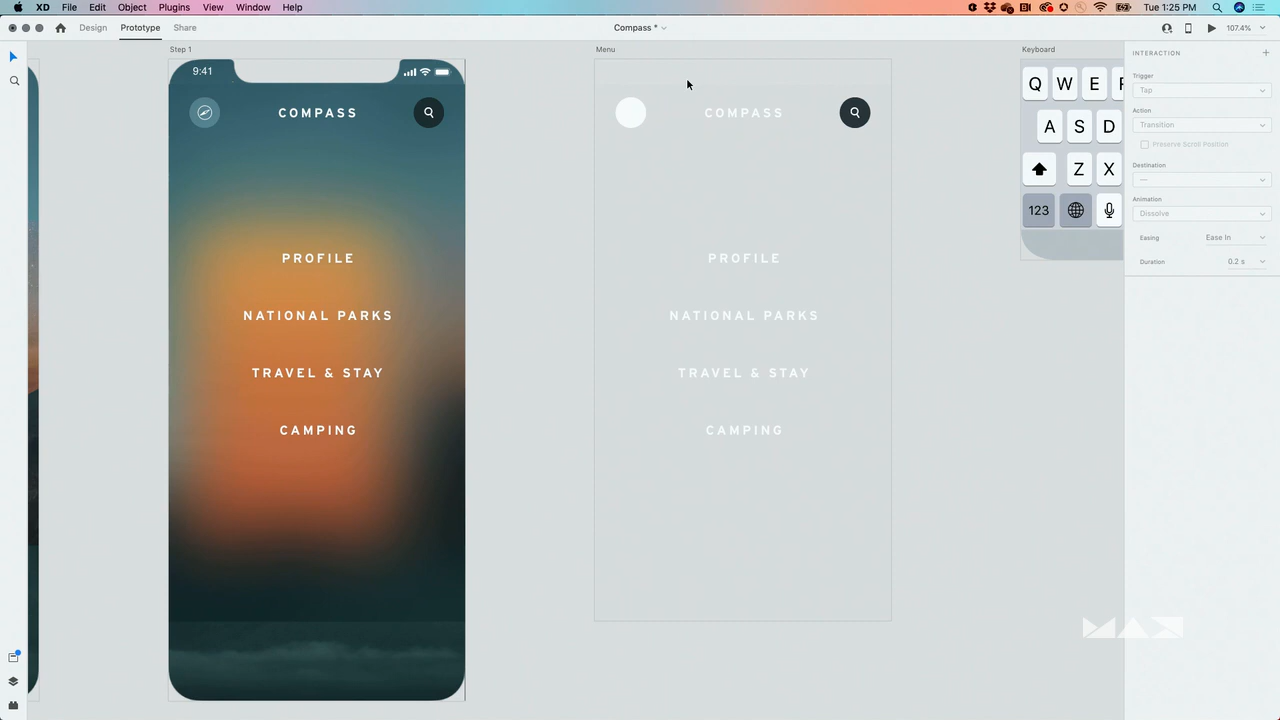 XD File Edit Object Plugins View Window Help Tue 1:25 PM
Design Prototype Share Compass * 107.4%
Step 1
Menu
Keyboard
9:41
COMPASS
PROFILE
NATIONAL PARKS
TRAVEL & STAY
CAMPING
COMPASS
PROFILE
NATIONAL PARKS
TRAVEL & STAY
CAMPING
Q W E
A S D
Z X
123
INTERACTION
Trigger
Tap
Action
Transition
Preserve Scroll Position
Destination
—
Animation
Dissolve
Easing Ease In
Duration 0.2 s
MAX